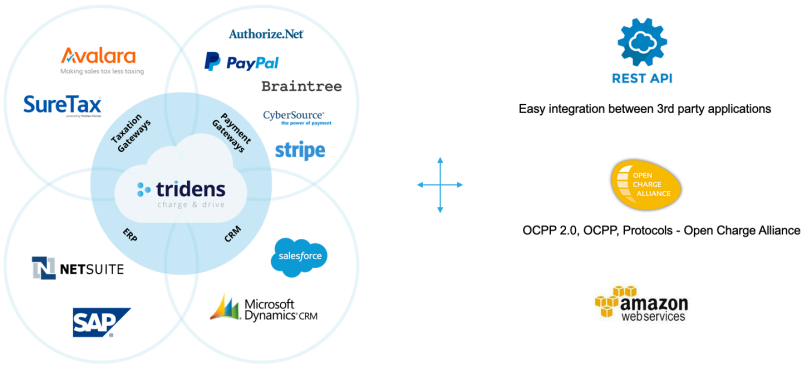 Avalara
Making sales tax less taxing
SureTax
Authorize.Net
PayPal
Braintree
CyberSource
the power of payment
stripe
Taxation
Gateways
Payment
Gateways
tridens
charge & drive
ERP
CRM
NETSUITE
SAP
salesforce
Microsoft
Dynamics CRM
REST API
Easy integration between 3rd party applications
OPEN
CHARGE
ALLIANCE
OCPP 2.0, OCPP, Protocols - Open Charge Alliance
amazon
webservices